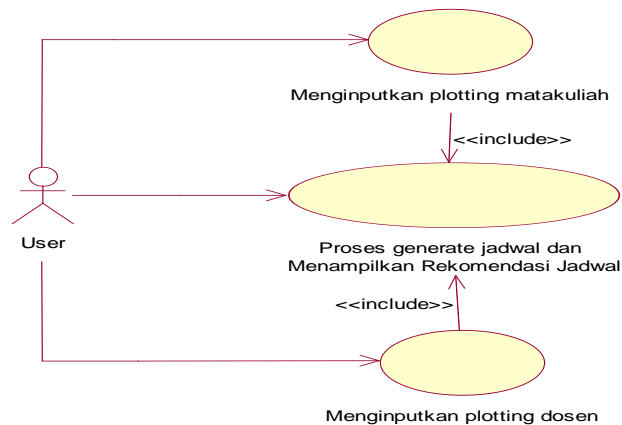 Menginputkan plotting matakuliah
<<include>>
User
Proses generate jadwal dan
Menampilkan Rekomendasi Jadwal
<<include>>
Menginputkan plotting dosen